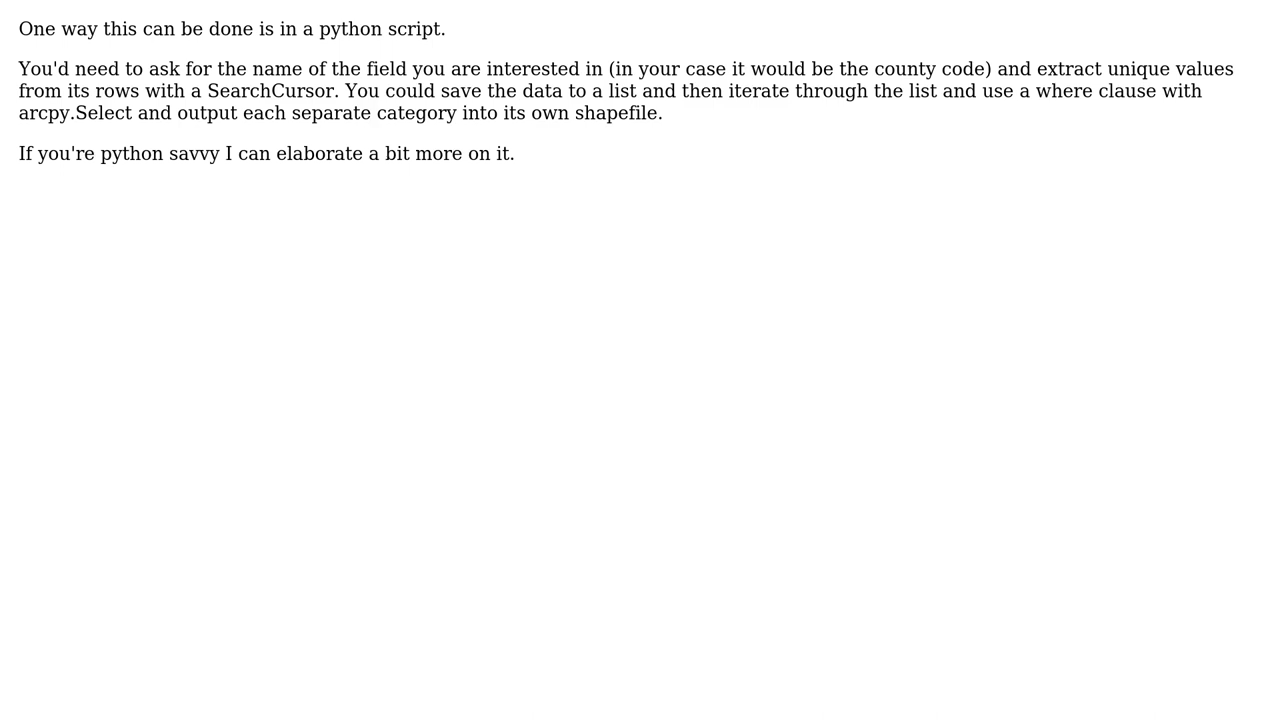 One way this can be done is in a python script.
You'd need to ask for the name of the field you are interested in (in your case it would be the county code) and extract unique values
from its rows with a SearchCursor. You could save the data to a list and then iterate through the list and use a where clause with
arcpy.Select and output each separate category into its own shapefile.
If you're python savvy I can elaborate a bit more on it.